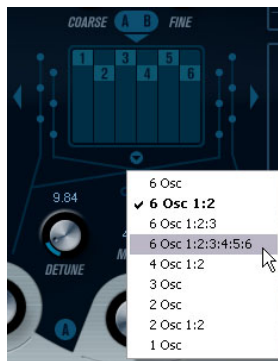 COARSE A B FINE
1 3 5
2 4 6
6 Osc
✓ 6 Osc 1:2
6 Osc 1:2:3
6 Osc 1:2:3:4:5:6
4 Osc 1:2
3 Osc
2 Osc
2 Osc 1:2
1 Osc
9.84
DETUNE
A